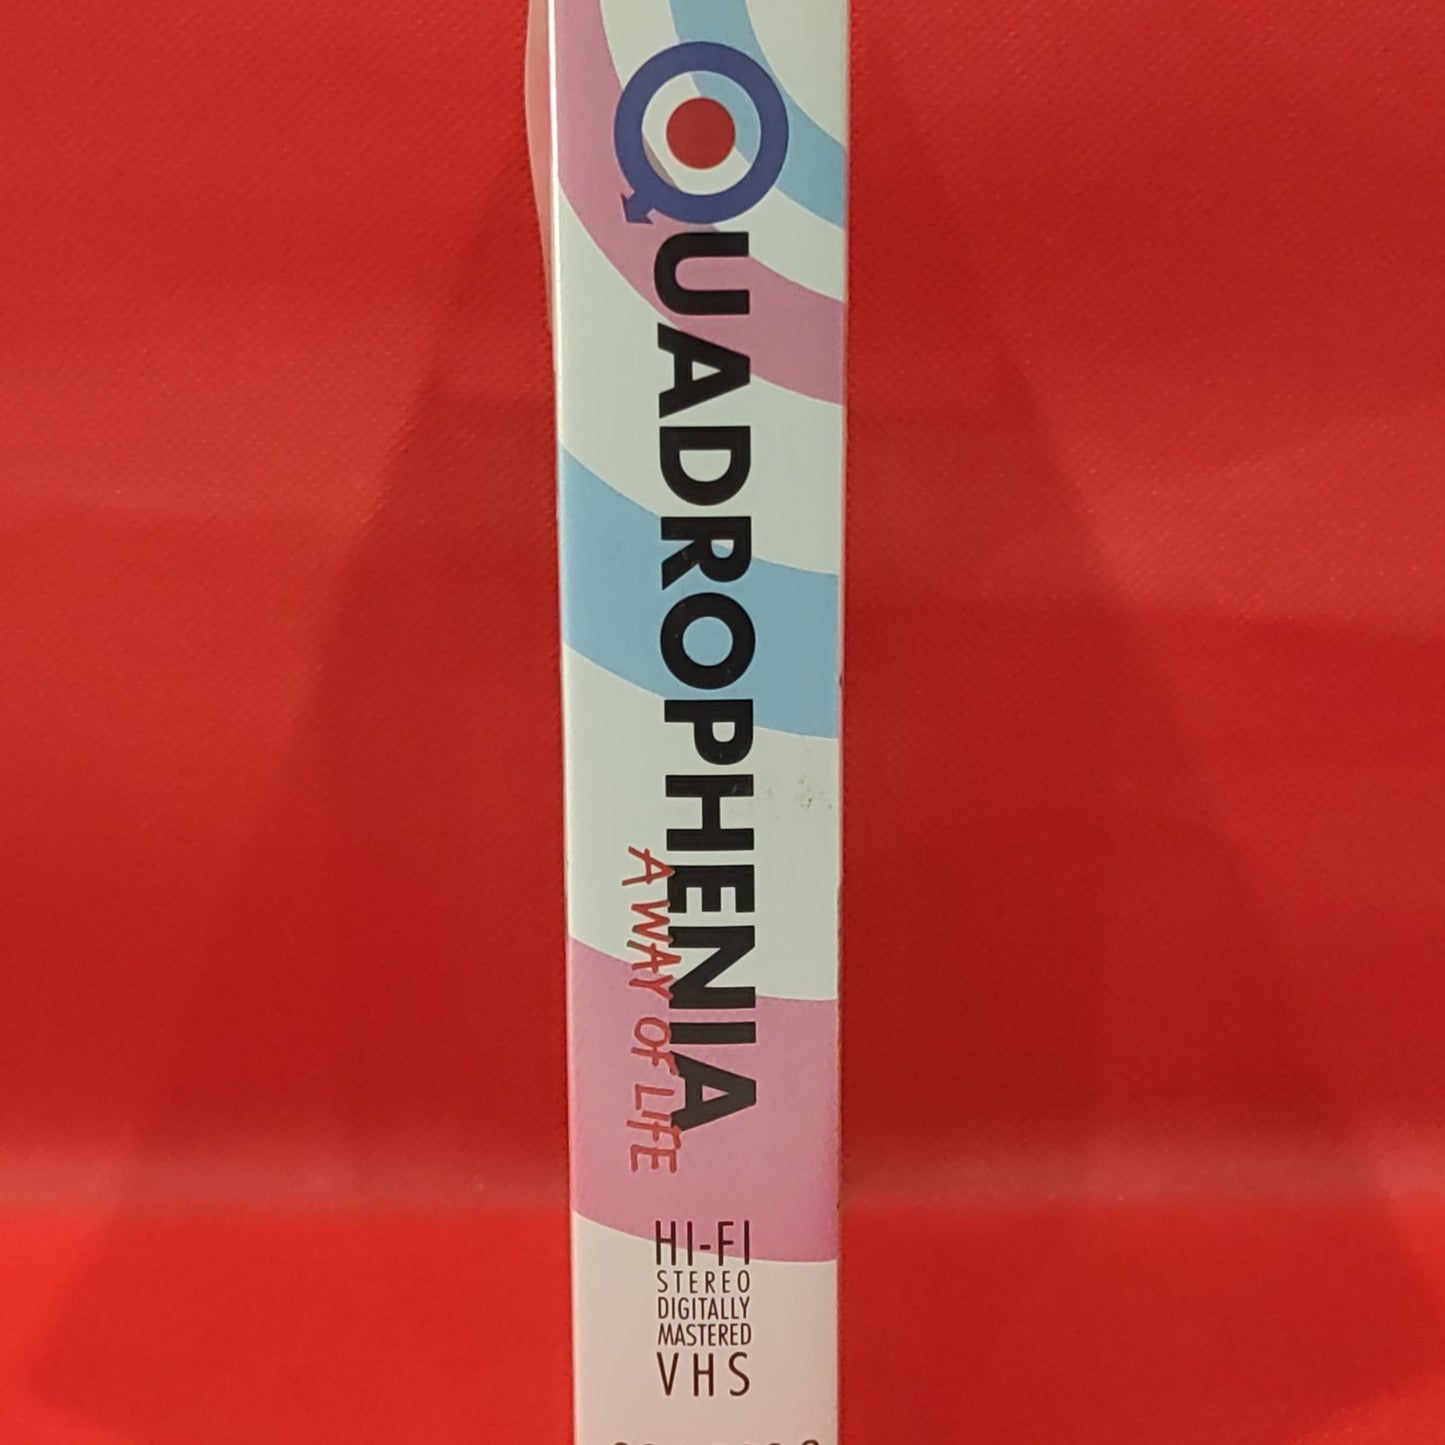 QUADROPHENIA
A WAY OF LIFE
HI-FI
STEREO
DIGITALLY
MASTERED
VHS